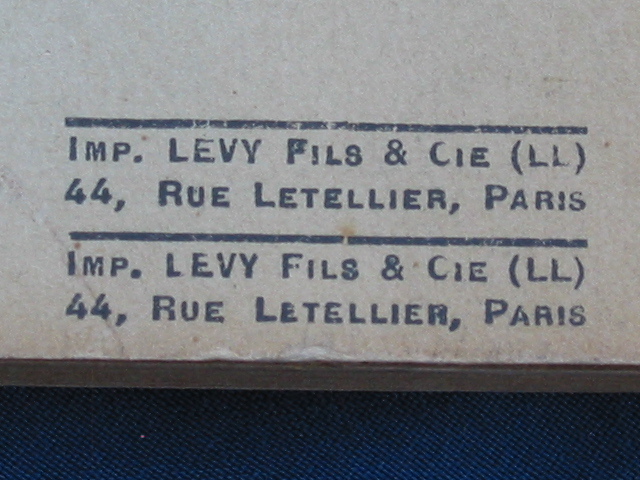 IMP. LEVY FILS & CIE (LL)
44, RUE LETELLIER, PARIS
IMP. LEVY FILS & CIE (LL)
44, RUE LETELLIER, PARIS